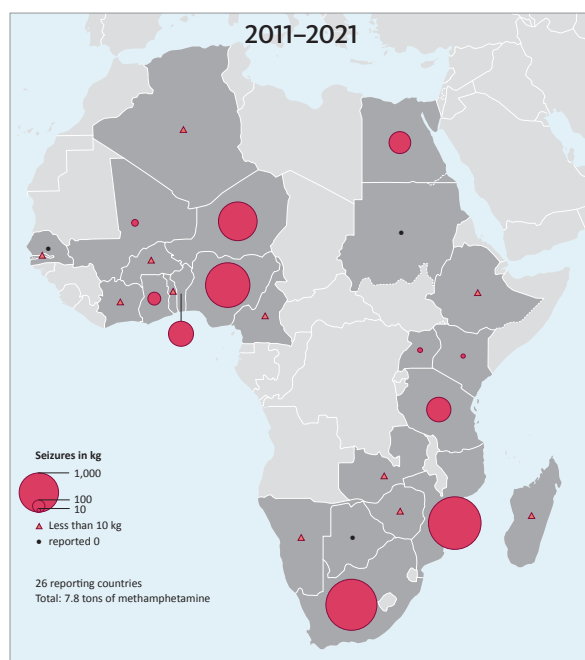 2011–2021
Seizures in kg
1,000
100
10
Less than 10 kg
reported 0
26 reporting countries
Total: 7.8 tons of methamphetamine